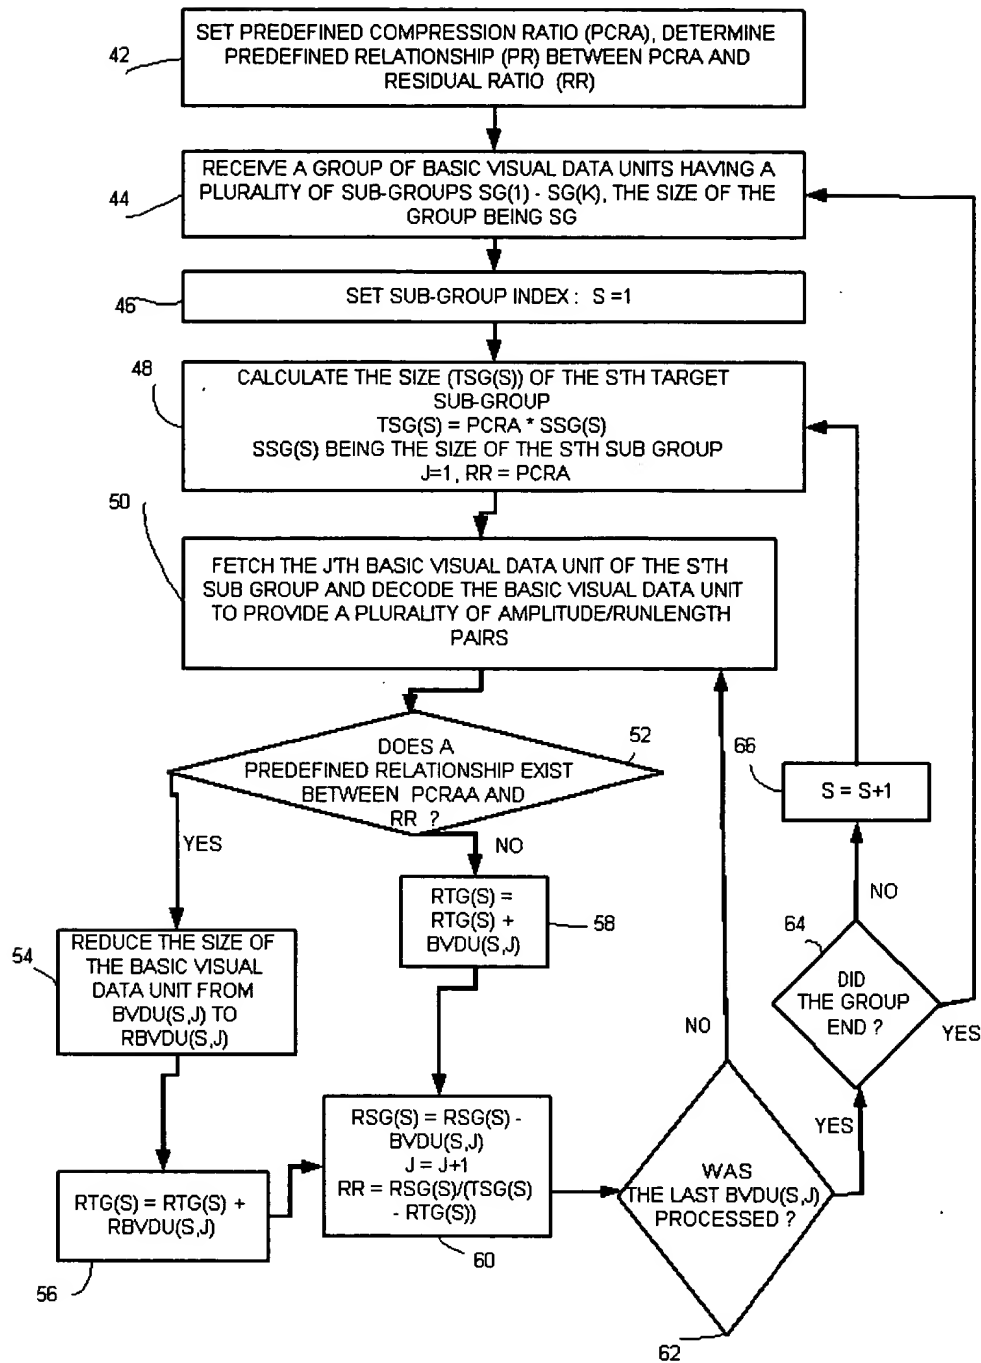 SET PREDEFINED COMPRESSION RATIO (PCRA), DETERMINE
PREDEFINED RELATIONSHIP (PR) BETWEEN PCRA AND
RESIDUAL RATIO (RR)
42
RECEIVE A GROUP OF BASIC VISUAL DATA UNITS HAVING A
PLURALITY OF SUB-GROUPS SG(1) - SG(K), THE SIZE OF THE
GROUP BEING SG
44
SET SUB-GROUP INDEX : S =1
46
CALCULATE THE SIZE (TSG(S)) OF THE S'TH TARGET
SUB-GROUP
TSG(S) = PCRA * SSG(S)
SSG(S) BEING THE SIZE OF THE S'TH SUB GROUP
J=1, RR = PCRA
48
50
FETCH THE J'TH BASIC VISUAL DATA UNIT OF THE S'TH
SUB GROUP AND DECODE THE BASIC VISUAL DATA UNIT
TO PROVIDE A PLURALITY OF AMPLITUDE/RUNLENGTH
PAIRS
DOES A
PREDEFINED RELATIONSHIP EXIST
BETWEEN PCRAA AND
RR ?
52
YES
NO
66
S = S+1
NO
RTG(S) =
RTG(S) +
BVDU(S,J)
58
54
REDUCE THE SIZE OF
THE BASIC VISUAL
DATA UNIT FROM
BVDU(S,J) TO
RBVDU(S,J)
64
DID
THE GROUP
END ?
YES
NO
YES
RSG(S) = RSG(S) -
BVDU(S,J)
J = J+1
RR = RSG(S)/(TSG(S)
- RTG(S))
60
RTG(S) = RTG(S) +
RBVDU(S,J)
56
WAS
THE LAST BVDU(S,J)
PROCESSED ?
62